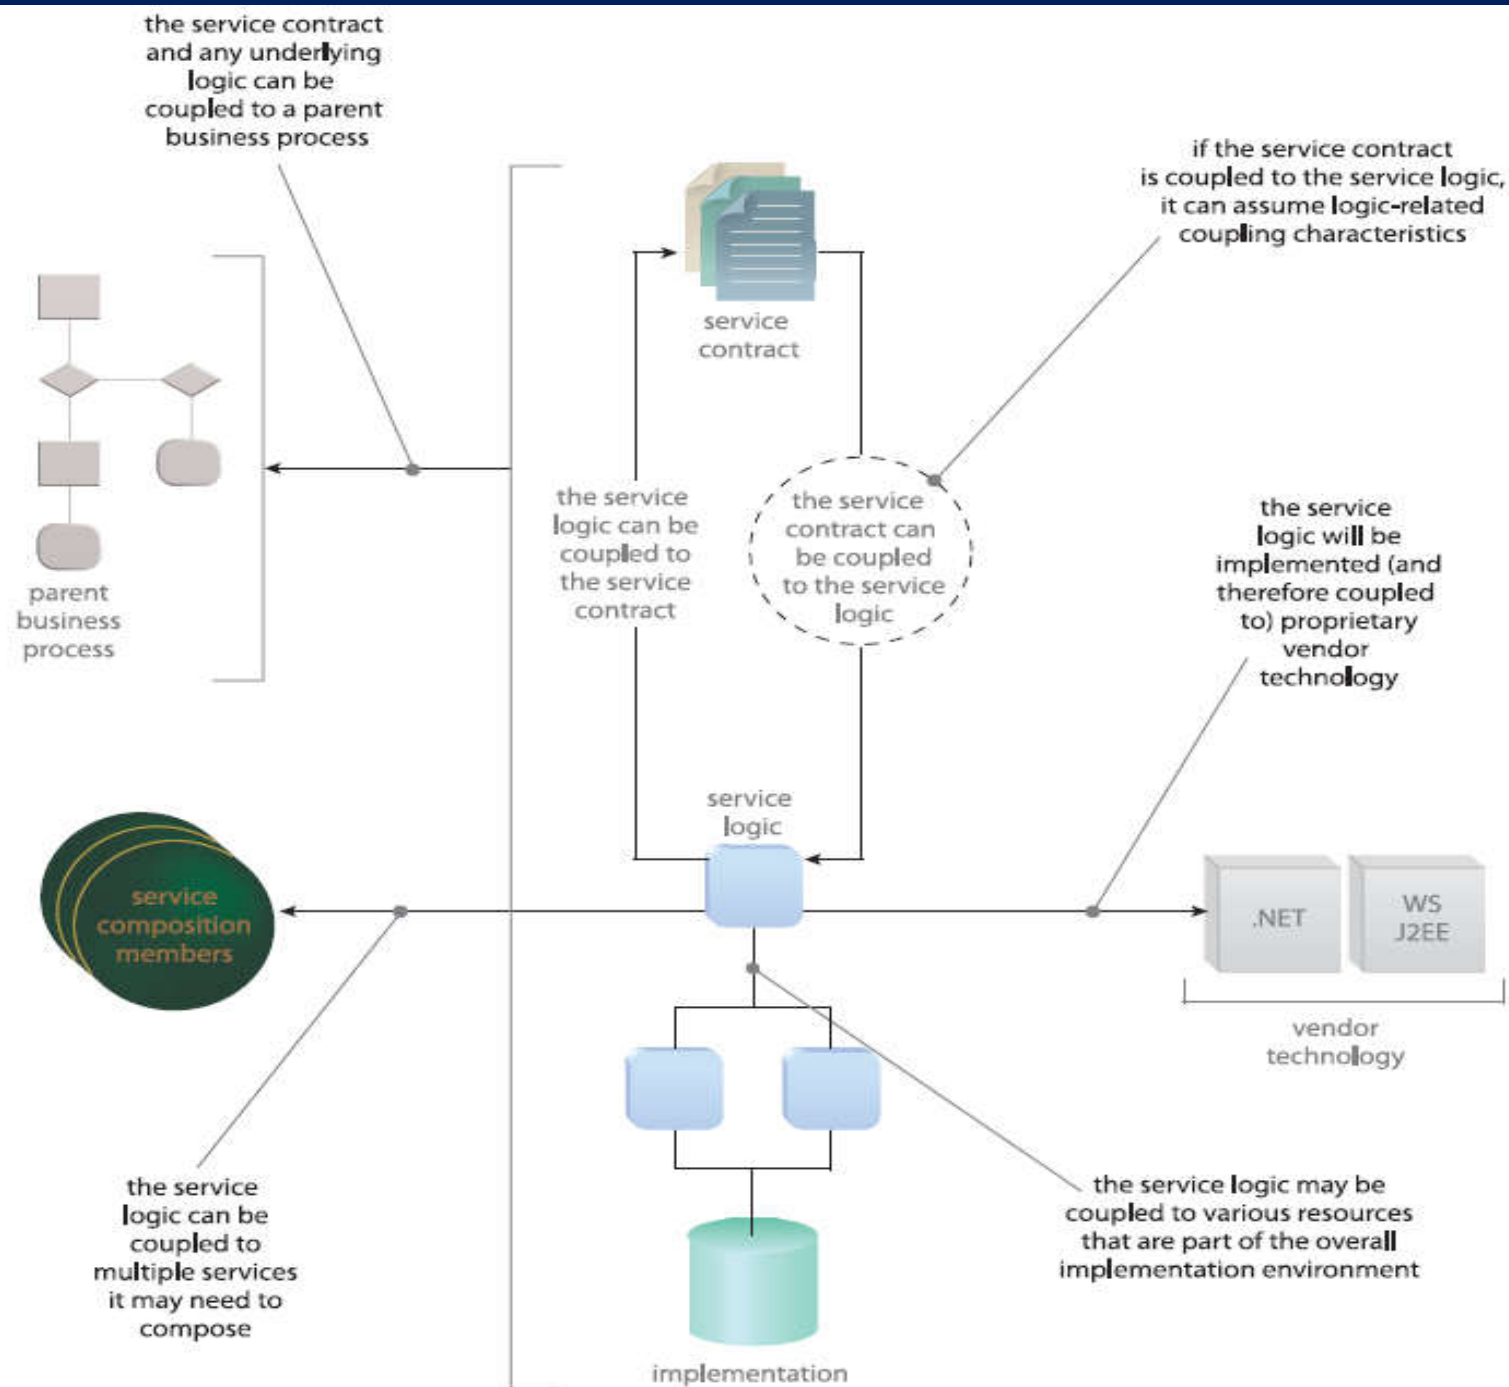 the service contract
and any underlying
logic can be
coupled to a parent
business process
if the service contract
is coupled to the service logic,
it can assume logic-related
coupling characteristics
service
contract
the service
logic can be
coupled to
the service
contract
the service
contract can
be coupled
to the service
logic
the service
logic will be
implemented (and
therefore coupled
to) proprietary
vendor
technology
parent
business
process
service
logic
service
composition
members
.NET
WS
J2EE
vendor
technology
the service
logic can be
coupled to
multiple services
it may need to
compose
the service logic may be
coupled to various resources
that are part of the overall
implementation environment
implementation